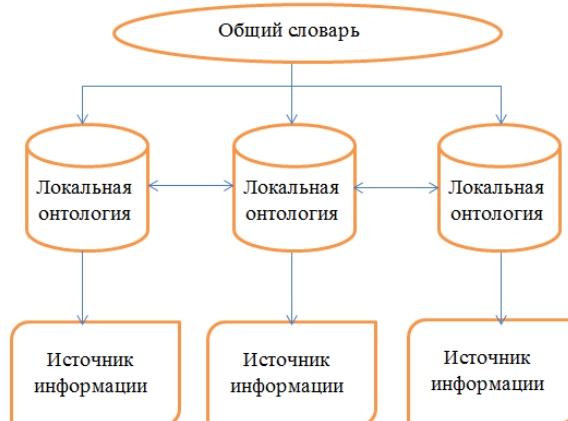 Общий словарь
Локальная
онтология
Локальная
онтология
Локальная
онтология
Источник
информации
Источник
информации
Источник
информации